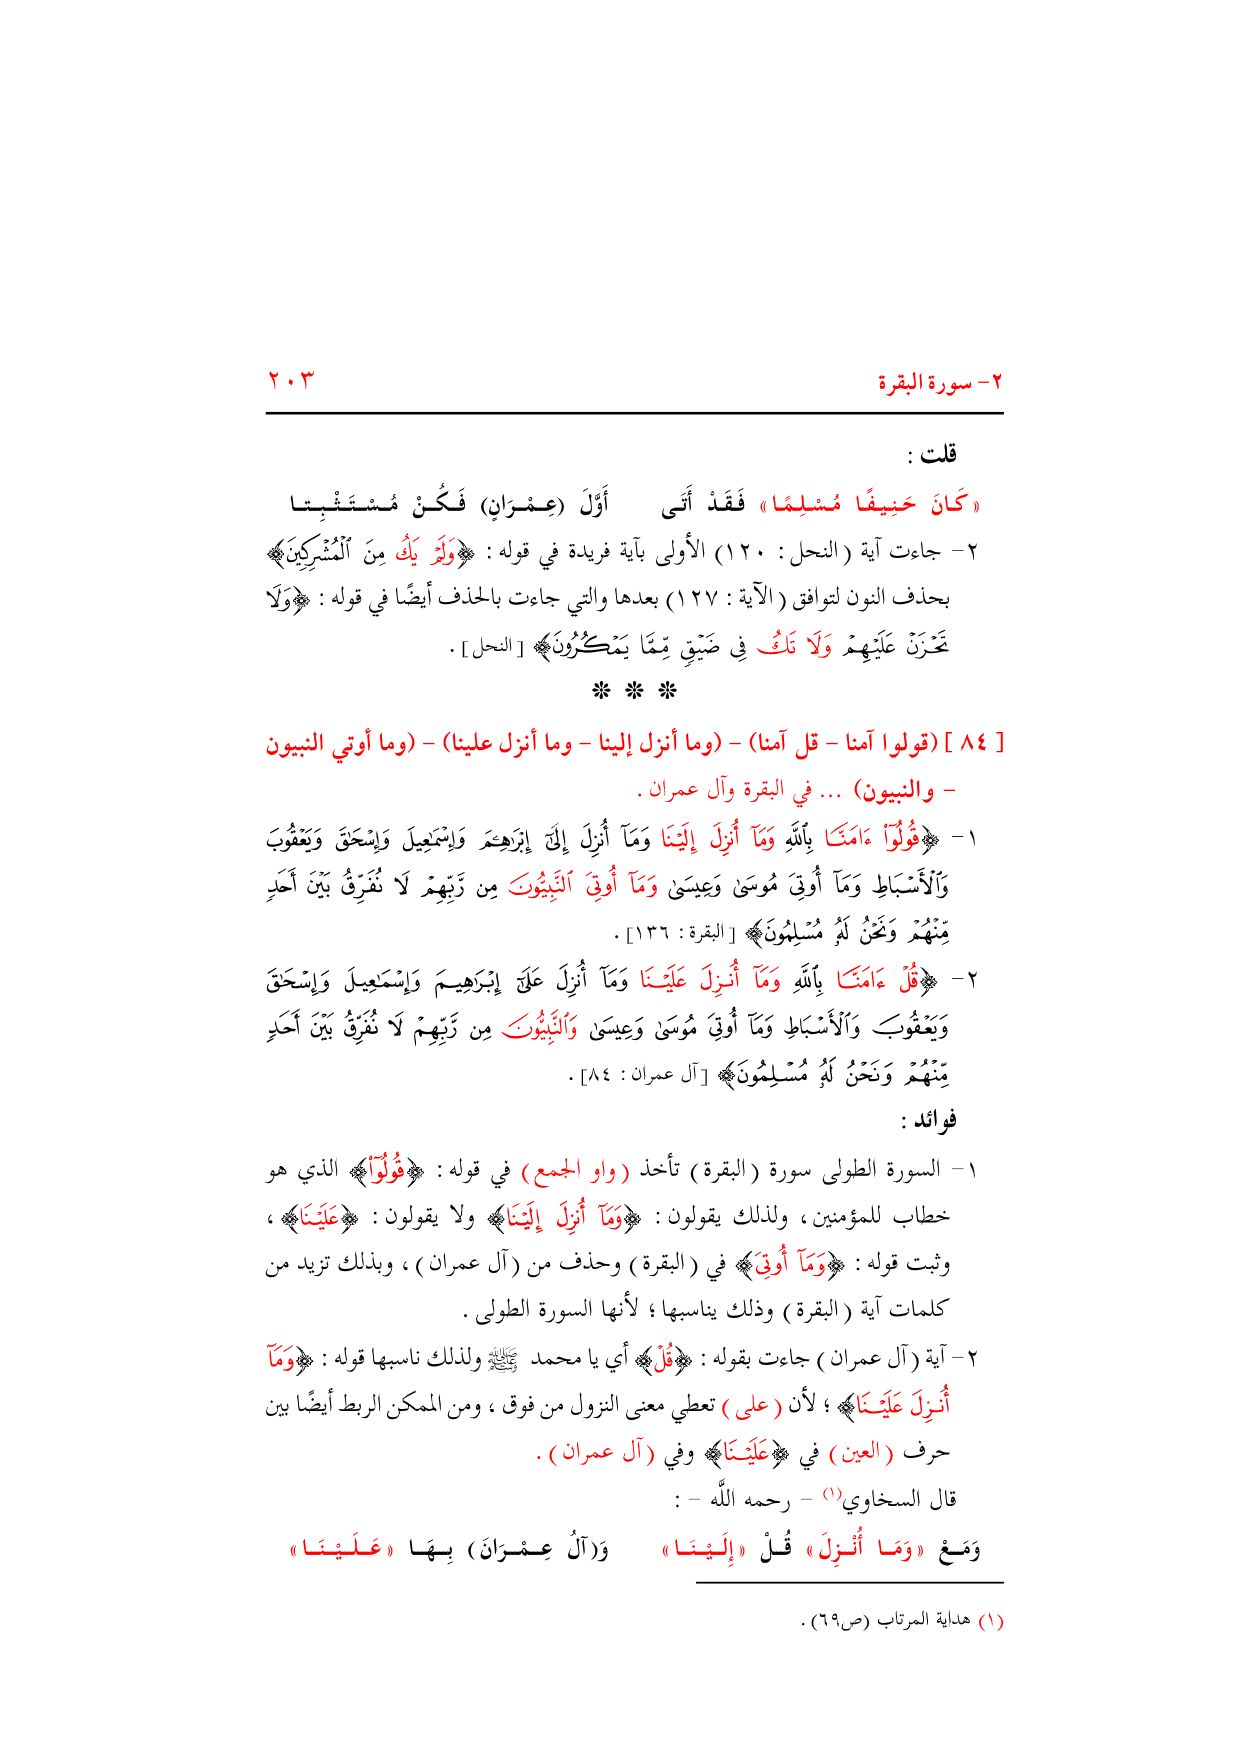 ٢- سورة البقرة ٢٠٣
قلت :
«كَانَ حَنِيفًا مُسْلِمًا» فَقَدْ أَتَى أَوَّلَ (عِمْرَانٍ) فَكُنْ مُسْتَثْبِتا
٢- جاءت آية (النحل : ١٢٠) الأولى بآية فريدة في قوله : ﴿وَلَمْ يَكُ مِنَ ٱلْمُشْرِكِينَ﴾
بحذف النون لتوافق (الآية : ١٢٧) بعدها والتي جاءت بالحذف أيضًا في قوله : ﴿وَلَا
تَحْزَنْ عَلَيْهِمْ وَلَا تَكُ فِى ضَيْقٍ مِّمَّا يَمْكُرُونَ﴾ [النحل] .
* * *
[٨٤] (قولوا آمنا - قل آمنا) - (وما أنزل إلينا - وما أنزل علينا) - (وما أوتي النبيون
- والنبيون) ... في البقرة وآل عمران .
١- ﴿قُولُوٓا۟ ءَامَنَّا بِٱللَّهِ وَمَآ أُنزِلَ إِلَيْنَا وَمَآ أُنزِلَ إِلَىٰٓ إِبْرَٰهِـۧمَ وَإِسْمَٰعِيلَ وَإِسْحَٰقَ وَيَعْقُوبَ
وَٱلْأَسْبَاطِ وَمَآ أُوتِىَ مُوسَىٰ وَعِيسَىٰ وَمَآ أُوتِىَ ٱلنَّبِيُّونَ مِن رَّبِّهِمْ لَا نُفَرِّقُ بَيْنَ أَحَدٍ
مِّنْهُمْ وَنَحْنُ لَهُۥ مُسْلِمُونَ﴾ [البقرة : ١٣٦] .
٢- ﴿قُلْ ءَامَنَّا بِٱللَّهِ وَمَآ أُنزِلَ عَلَيْنَا وَمَآ أُنزِلَ عَلَىٰٓ إِبْرَٰهِيمَ وَإِسْمَٰعِيلَ وَإِسْحَٰقَ
وَيَعْقُوبَ وَٱلْأَسْبَاطِ وَمَآ أُوتِىَ مُوسَىٰ وَعِيسَىٰ وَٱلنَّبِيُّونَ مِن رَّبِّهِمْ لَا نُفَرِّقُ بَيْنَ أَحَدٍ
مِّنْهُمْ وَنَحْنُ لَهُۥ مُسْلِمُونَ﴾ [آل عمران : ٨٤] .
فوائد :
١- السورة الطولى سورة (البقرة) تأخذ (واو الجمع) في قوله : ﴿قُولُوٓا۟﴾ الذي هو
خطاب للمؤمنين ، ولذلك يقولون : ﴿وَمَآ أُنزِلَ إِلَيْنَا﴾ ولا يقولون : ﴿عَلَيْنَا﴾ ،
وثبت قوله : ﴿وَمَآ أُوتِىَ﴾ في (البقرة) وحذف من (آل عمران) ، وبذلك تزيد من
كلمات آية (البقرة) وذلك يناسبها ؛ لأنها السورة الطولى .
٢- آية (آل عمران) جاءت بقوله : ﴿قُلْ﴾ أي يا محمد ﷺ ولذلك ناسبها قوله : ﴿وَمَآ
أُنزِلَ عَلَيْنَا﴾ ؛ لأن (على) تعطي معنى النزول من فوق ، ومن الممكن الربط أيضًا بين
حرف (العين) في ﴿عَلَيْنَا﴾ وفي (آل عمران) .
قال السخاوي(١) - رحمه اللَّه - :
وَمَعْ «وَمَا أُنْزِلَ» قُلْ «إِلَيْنَا» وَ(آلُ عِمْرَانَ) بِهَا «عَلَيْنَا»
(١) هداية المرتاب (ص٦٩) .